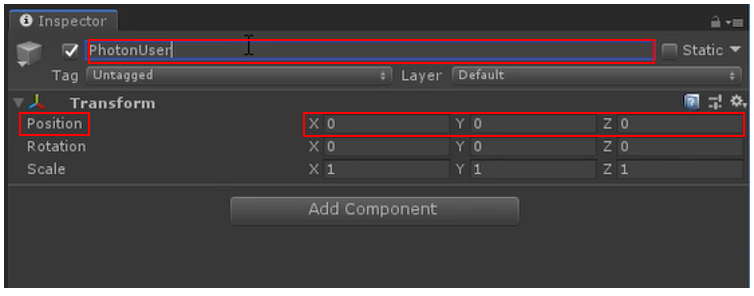 Inspector
PhotonUser Static
Tag Untagged Layer Default
Transform
Position X 0 Y 0 Z 0
Rotation X 0 Y 0 Z 0
Scale X 1 Y 1 Z 1
Add Component